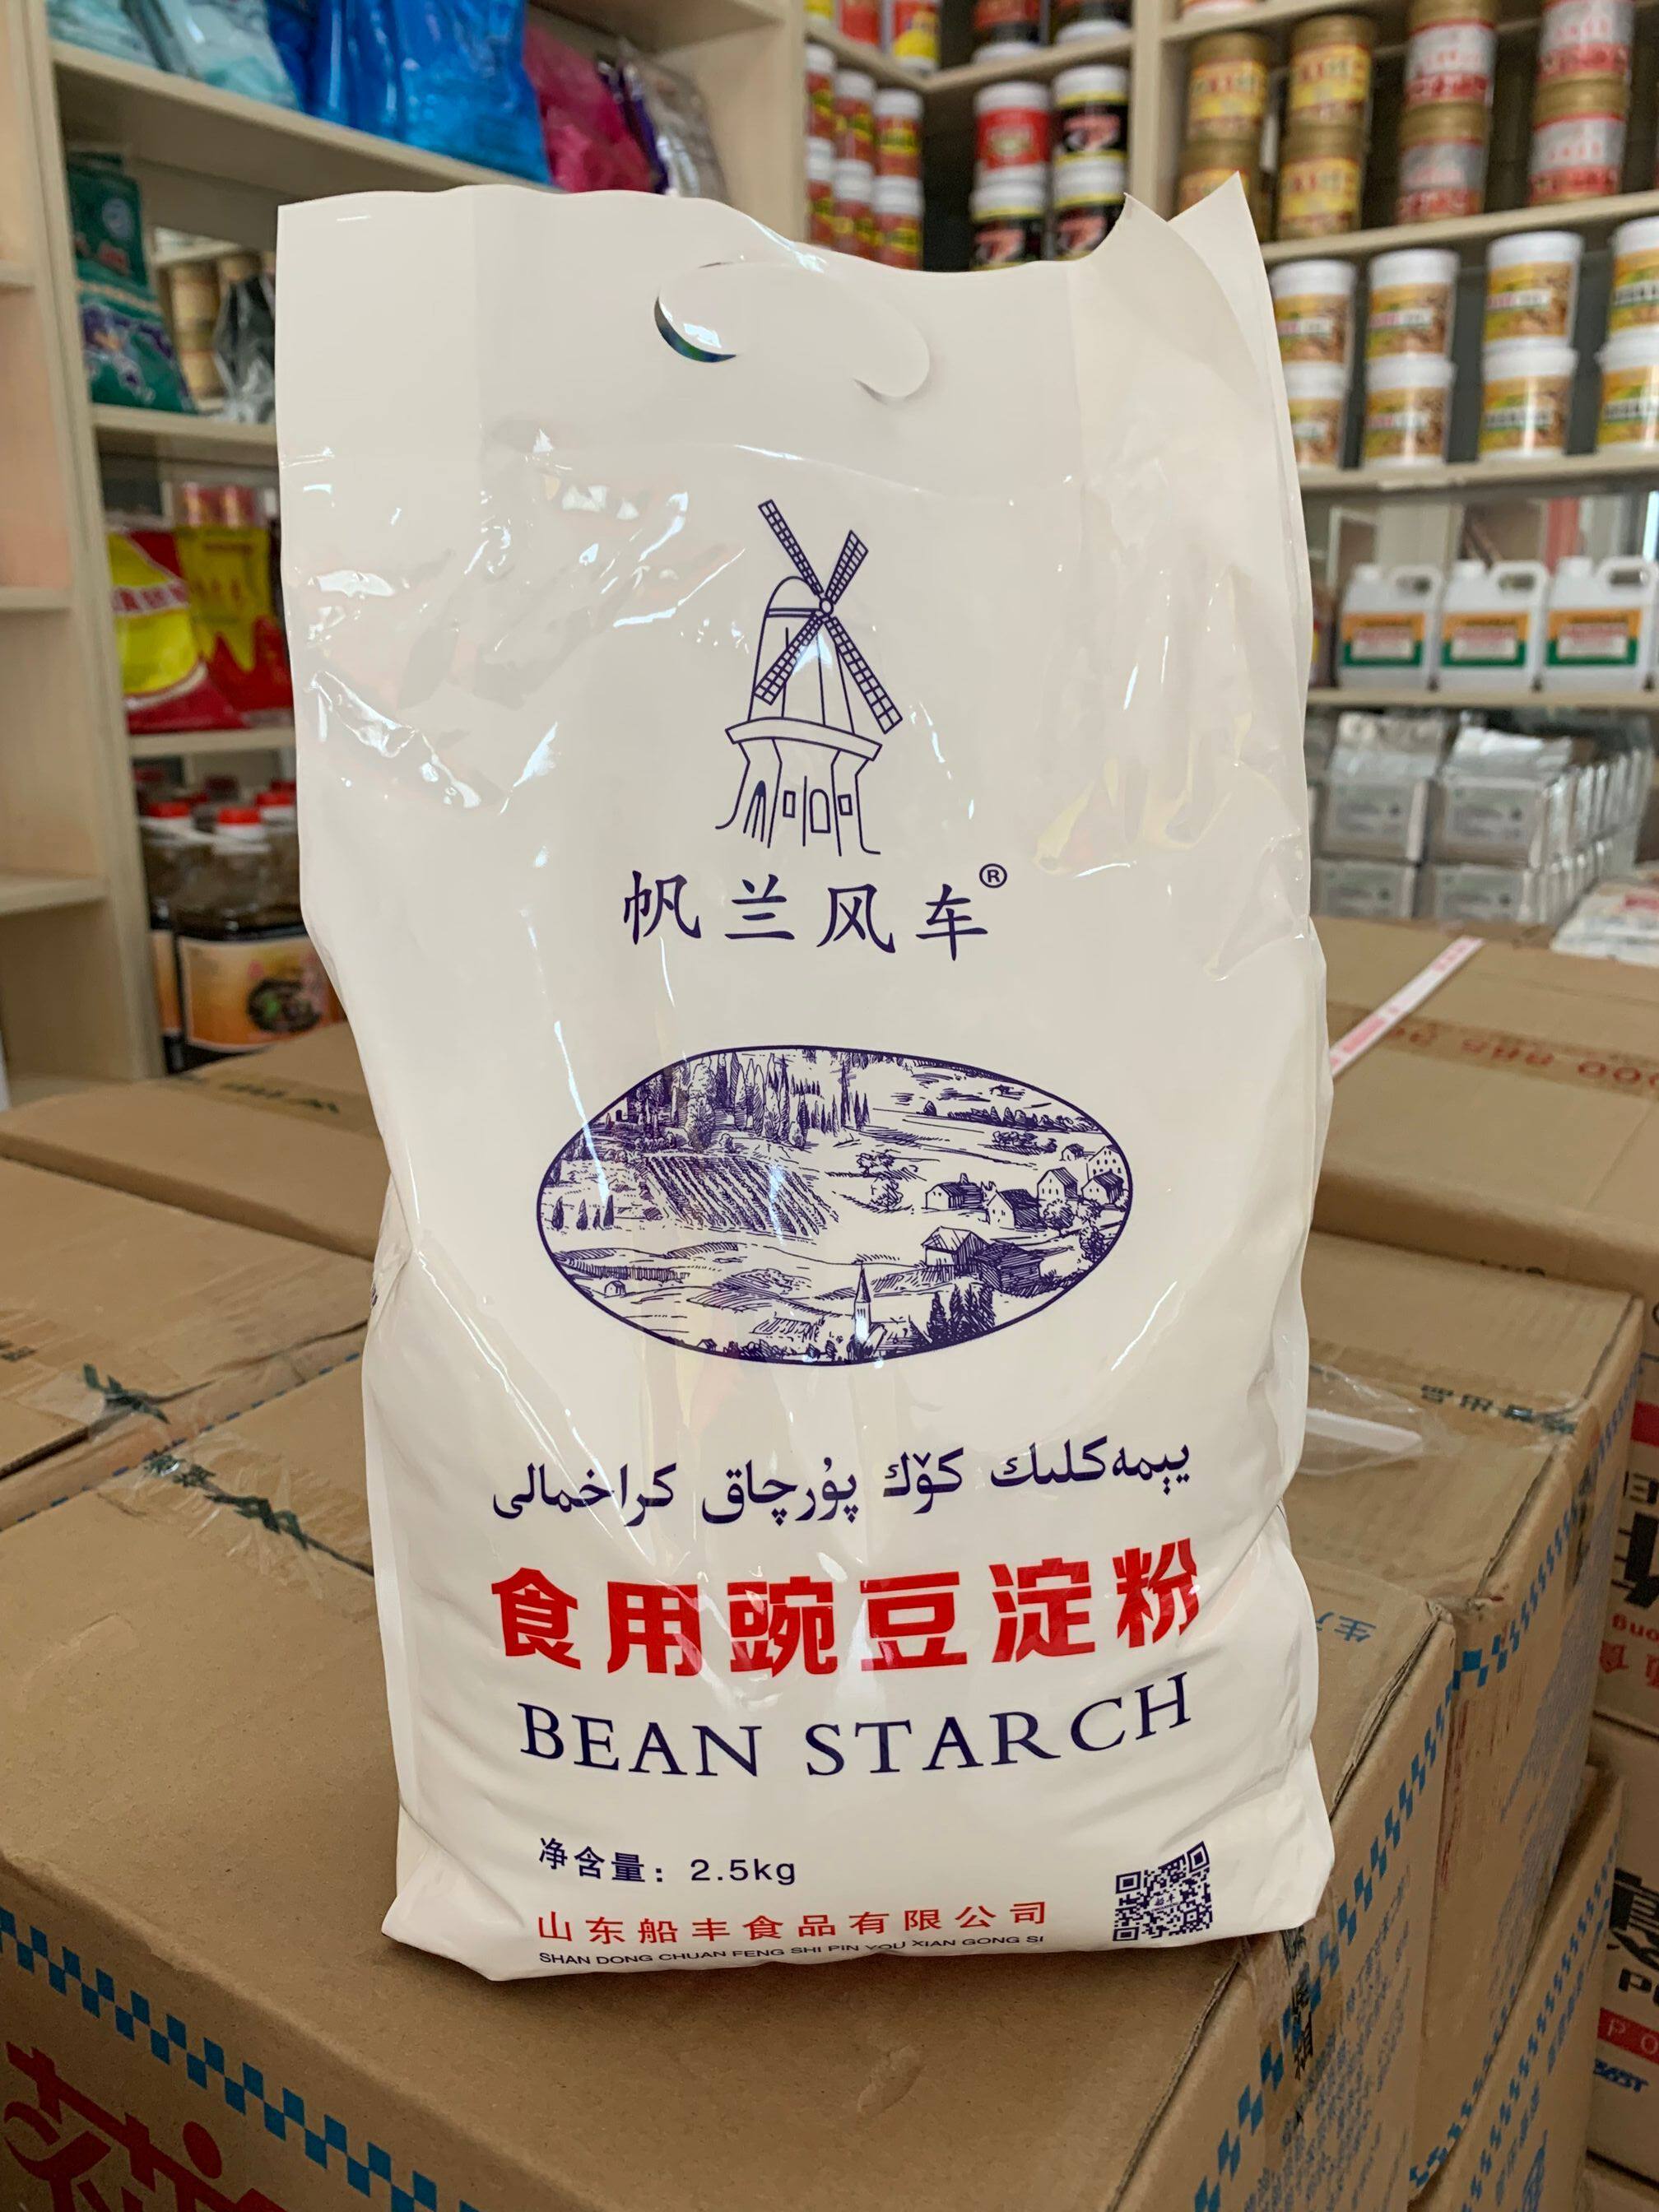 帆兰风车®
يېمەكلىك كۆك پۇرچاق كراخمالى
食用豌豆淀粉
BEAN STARCH
净含量：2.5kg
山东船丰食品有限公司
SHAN DONG CHUAN FENG SHI PIN YOU XIAN GONG SI